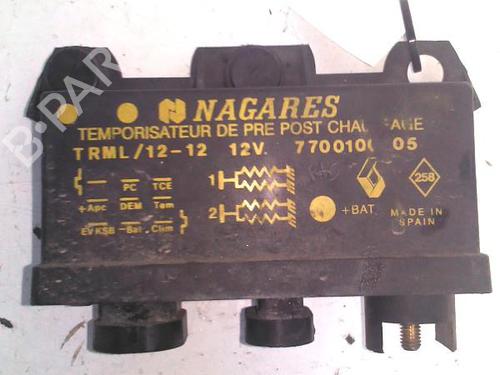 NAGARES
TEMPORISATEUR DE PRE POST CHAUFFAGE
TRML/12-12 12V. 05
PC TCE
+Apc DEM Tem
EV KSB -Bat. Clim
1
2
+BAT
258
MADE IN
SPAIN
B-PAR